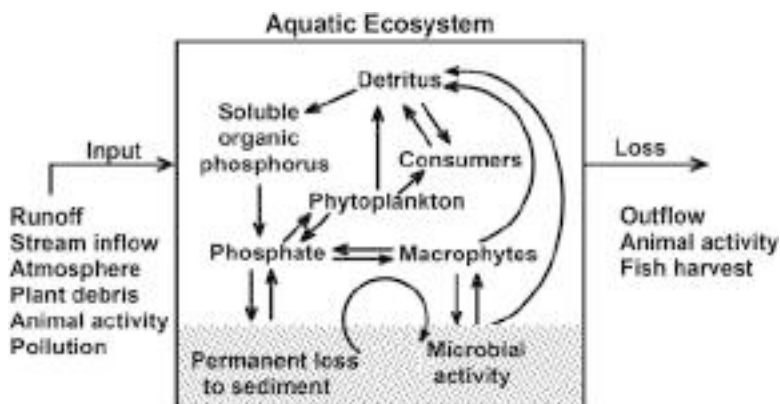 Aquatic Ecosystem
Detritus
Soluble
organic
phosphorus
Input
Consumers
Loss
Phytoplankton
Runoff
Stream inflow
Atmosphere
Plant debris
Animal activity
Pollution
Phosphate
Macrophytes
Outflow
Animal activity
Fish harvest
Permanent loss
to sediment
Microbial
activity